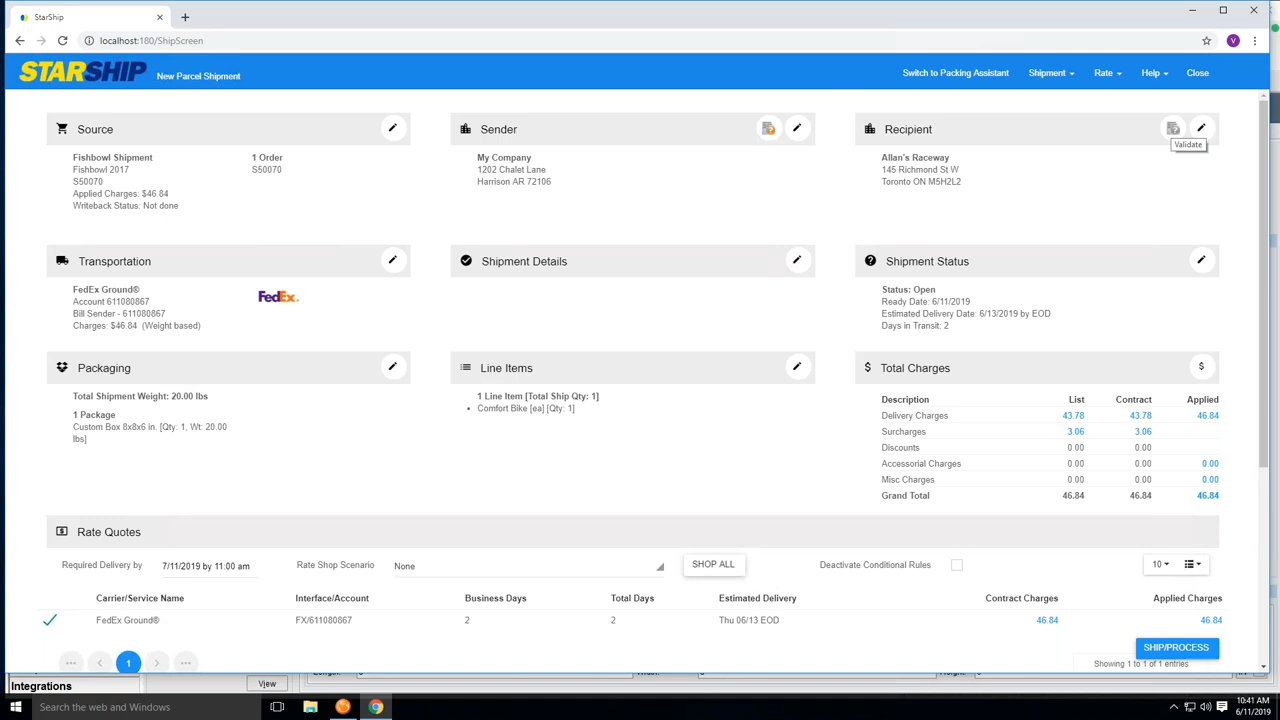 StarShip
localhost:180/ShipScreen
V
STARSHIP New Parcel Shipment
Switch to Packing Assistant Shipment Rate Help Close
Source
Fishbowl Shipment 1 Order
Fishbowl 2017 S50070
S50070
Applied Charges: $46.84
Writeback Status: Not done
Sender
My Company
1202 Chalet Lane
Harrison AR 72106
Recipient
Validate
Allan's Raceway
145 Richmond St W
Toronto ON M5H2L2
Transportation
FedEx Ground®
Account 611080867
Bill Sender - 611080867
Charges: $46.84 (Weight based)
FedEx®
Shipment Details
Shipment Status
Status: Open
Ready Date: 6/11/2019
Estimated Delivery Date: 6/13/2019 by EOD
Days in Transit: 2
Packaging
Total Shipment Weight: 20.00 lbs
1 Package
Custom Box 8x8x6 in. [Qty: 1, Wt: 20.00
lbs]
Line Items
1 Line Item [Total Ship Qty: 1]
• Comfort Bike [ea] [Qty: 1]
$ Total Charges $
Description List Contract Applied
Delivery Charges 43.78 43.78 46.84
Surcharges 3.06 3.06
Discounts 0.00 0.00
Accessorial Charges 0.00 0.00 0.00
Misc Charges 0.00 0.00 0.00
Grand Total 46.84 46.84 46.84
Rate Quotes
Required Delivery by 7/11/2019 by 11:00 am Rate Shop Scenario None SHOP ALL Deactivate Conditional Rules 10
Carrier/Service Name Interface/Account Business Days Total Days Estimated Delivery Contract Charges Applied Charges
FedEx Ground® FX/611080867 2 2 Thu 06/13 EOD 46.84 46.84
SHIP/PROCESS
1
Showing 1 to 1 of 1 entries
Integrations View
Search the web and Windows
10:41 AM
6/11/2019